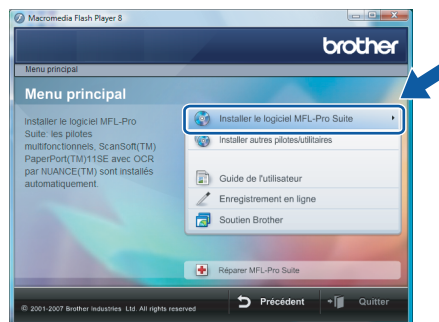 Macromedia Flash Player 8
brother
Menu principal
Menu principal
Installer le logiciel MFL-Pro
Suite: les pilotes
multifonctionnels, ScanSoft(TM)
PaperPort(TM)11SE avec OCR
par NUANCE(TM) sont installés
automatiquement.
Installer le logiciel MFL-Pro Suite
Installer autres pilotes/utilitaires
Guide de l'utilisateur
Enregistrement en ligne
Soutien Brother
Réparer MFL-Pro Suite
© 2001-2007 Brother Industries Ltd. All rights reserved
Précédent
Quitter